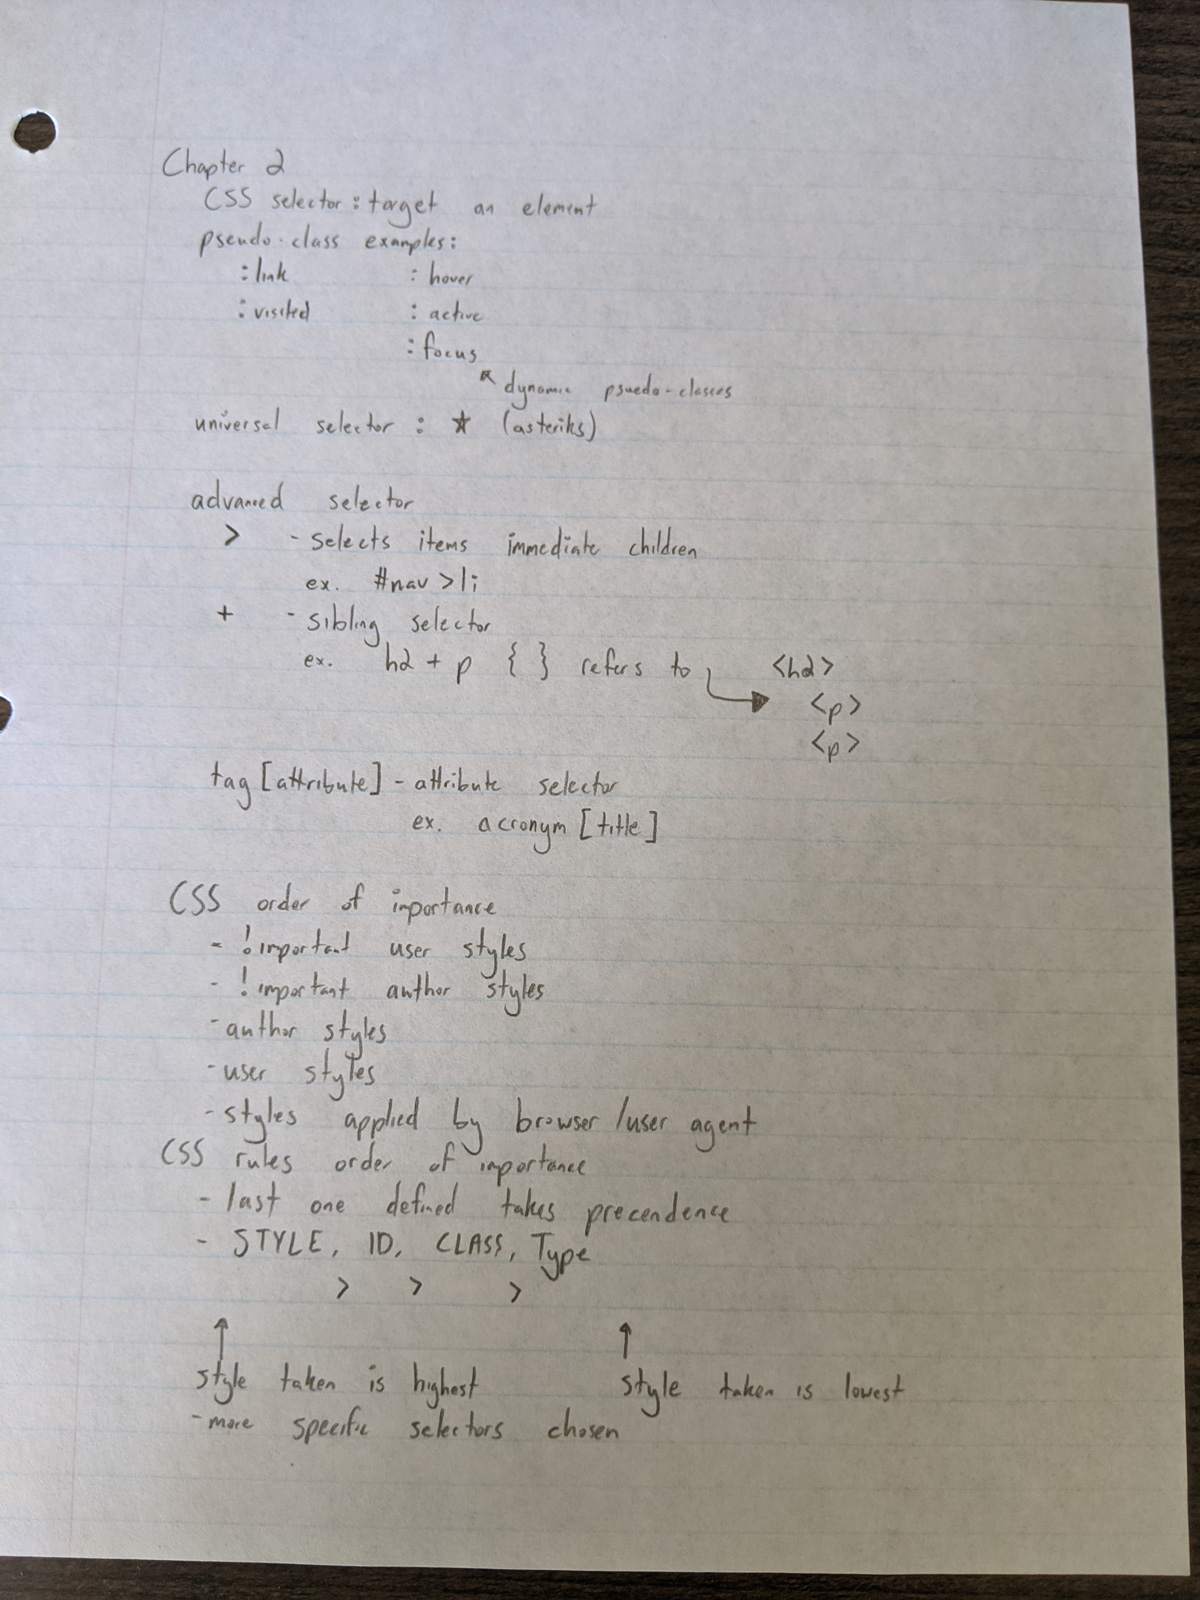 Chapter 2
CSS selector : target an element
pseudo-class examples:
:link :hover
:visited :active
:focus
dynamic psuedo-classes
universal selector : * (asteriks)
advanced selector
> - selects items immediate children
ex. #nav > li
+ - sibling selector
ex. h2 + p { } refers to <h2>
<p>
<p>
tag [attribute] - attribute selector
ex. acronym [title]
CSS order of importance
- !important user styles
- !important author styles
- author styles
- user styles
- styles applied by browser/user agent
CSS rules order of importance
- last one defined takes precendence
- STYLE, ID, CLASS, Type
> > >
style taken is highest style taken is lowest
- more specific selectors chosen